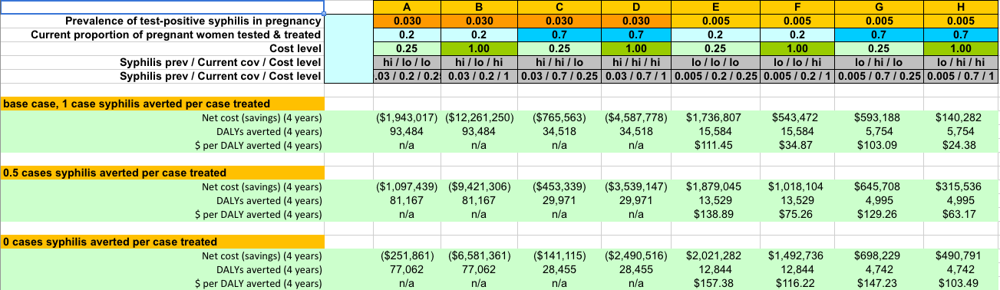 A B C D E F G H
Prevalence of test-positive syphilis in pregnancy 0.030 0.030 0.030 0.030 0.005 0.005 0.005 0.005
Current proportion of pregnant women tested & treated 0.2 0.2 0.7 0.7 0.2 0.2 0.7 0.7
Cost level 0.25 1.00 0.25 1.00 0.25 1.00 0.25 1.00
Syphilis prev / Current cov / Cost level hi / lo / lo hi / lo / hi hi / hi / lo hi / hi / hi lo / lo / lo lo / lo / hi lo / hi / lo lo / hi / hi
Syphilis prev / Current cov / Cost level .03 / 0.2 / 0.25 0.03 / 0.2 / 1 0.03 / 0.7 / 0.25 0.03 / 0.7 / 1 0.005 / 0.2 / 0.25 0.005 / 0.2 / 1 0.005 / 0.7 / 0.25 0.005 / 0.7 / 1
base case, 1 case syphilis averted per case treated
Net cost (savings) (4 years) ($1,943,017) ($12,261,250) ($765,563) ($4,587,778) $1,736,807 $543,472 $593,188 $140,282
DALYs averted (4 years) 93,484 93,484 34,518 34,518 15,584 15,584 5,754 5,754
$ per DALY averted (4 years) n/a n/a n/a n/a $111.45 $34.87 $103.09 $24.38
0.5 cases syphilis averted per case treated
Net cost (savings) (4 years) ($1,097,439) ($9,421,306) ($453,339) ($3,539,147) $1,879,045 $1,018,104 $645,708 $315,536
DALYs averted (4 years) 81,167 81,167 29,971 29,971 13,529 13,529 4,995 4,995
$ per DALY averted (4 years) n/a n/a n/a n/a $138.89 $75.26 $129.26 $63.17
0 cases syphilis averted per case treated
Net cost (savings) (4 years) ($251,861) ($6,581,361) ($141,115) ($2,490,516) $2,021,282 $1,492,736 $698,229 $490,791
DALYs averted (4 years) 77,062 77,062 28,455 28,455 12,844 12,844 4,742 4,742
$ per DALY averted (4 years) n/a n/a n/a n/a $157.38 $116.22 $147.23 $103.49